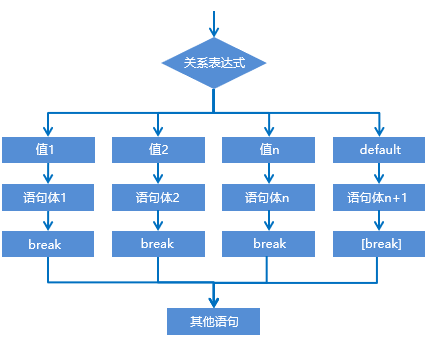 关系表达式
值1
值2
值n
default
语句体1
语句体2
语句体n
语句体n+1
break
break
break
[break]
其他语句